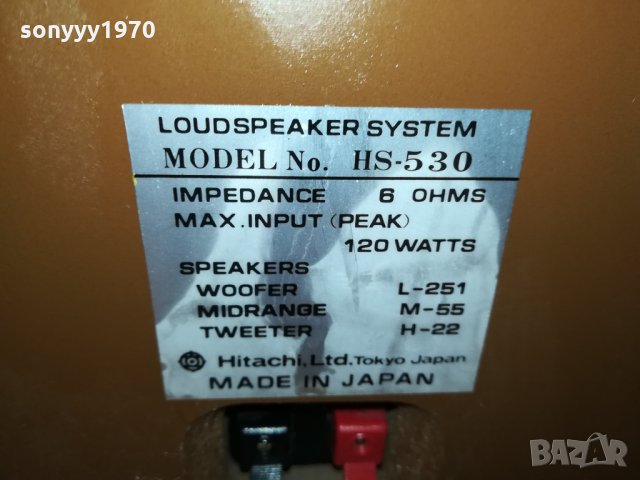 sonyyy1970
LOUDSPEAKER SYSTEM
MODEL No. HS-530
IMPEDANCE 6 OHMS
MAX.INPUT (PEAK)
120 WATTS
SPEAKERS
WOOFER L-251
MIDRANGE M-55
TWEETER H-22
Hitachi, Ltd. Tokyo Japan
MADE IN JAPAN
BAZAR